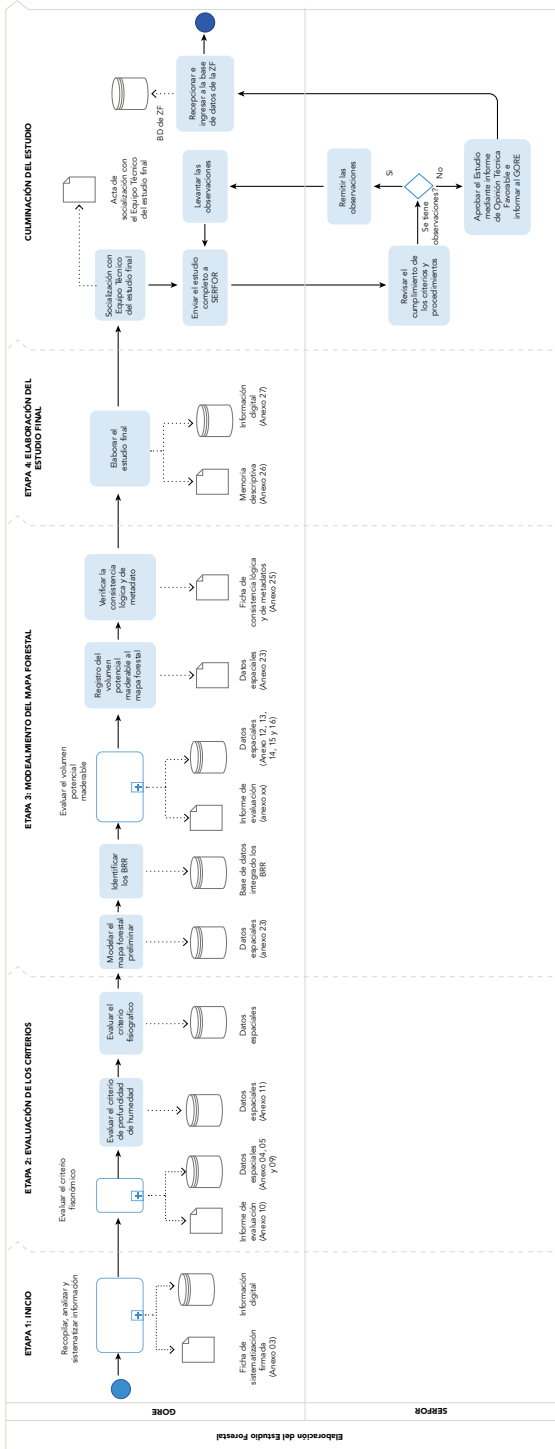 Elaboración del Estudio Forestal
GORE
SERFOR
ETAPA 1: INICIO
Recopilar, analizar y
sistematizar información
Ficha de
sistematización
firmada
(Anexo 03)
Información
digital
ETAPA 2: EVALUACIÓN DE LOS CRITERIOS
Evaluar el criterio
fisonómico
Informe de
evaluación
(Anexo 10)
Datos
espaciales
(Anexo 04, 05
y 09)
Evaluar el criterio
de profundidad
de humedad
Datos
espaciales
(Anexo 11)
Evaluar el
criterio
fisiografico
Datos
espaciales
ETAPA 3: MODEALMIENTO DEL MAPA FORESTAL
Modelar el
mapa forestal
preliminar
Datos
espaciales
(anexo 23)
Identificar
los BRR
Base de datos
integrado los
BRR
Evaluar el volumen
potencial
maderable
Informe de
evaluación
(anexo xx)
Datos
espaciales
(Anexo 12, 13,
14, 15 y 16)
Registro del
volumen
potencial
maderable al
mapa forestal
Datos
espaciales
(Anexo 23)
Verificar la
consistencia
lógica y de
metadato
Ficha de
consistencia lógica
y de metadatos
(Anexo 25)
ETAPA 4: ELABORACIÓN DEL
ESTUDIO FINAL
Elaborar el
estudio final
Memoria
descriptiva
(Anexo 26)
Información
digital
(Anexo 27)
CULMINACIÓN DEL ESTUDIO
Socialización con
Equipo Técnico
del estudio final
Acta de
socialización con
el Equipo Técnico
del estudio final
Enviar el estudio
completo a
SERFOR
Levantar las
observaciones
Recepcionar e
ingresar a la base
de datos de la ZF
BD de ZF
Revisar el
cumplimiento de
los criterios y
procedimientos
Se tiene
observaciones?
Si
No
Remitir las
observaciones
Aprobar el Estudio
mediante informe
de Opinión Técnica
Favorable e
informar al GORE